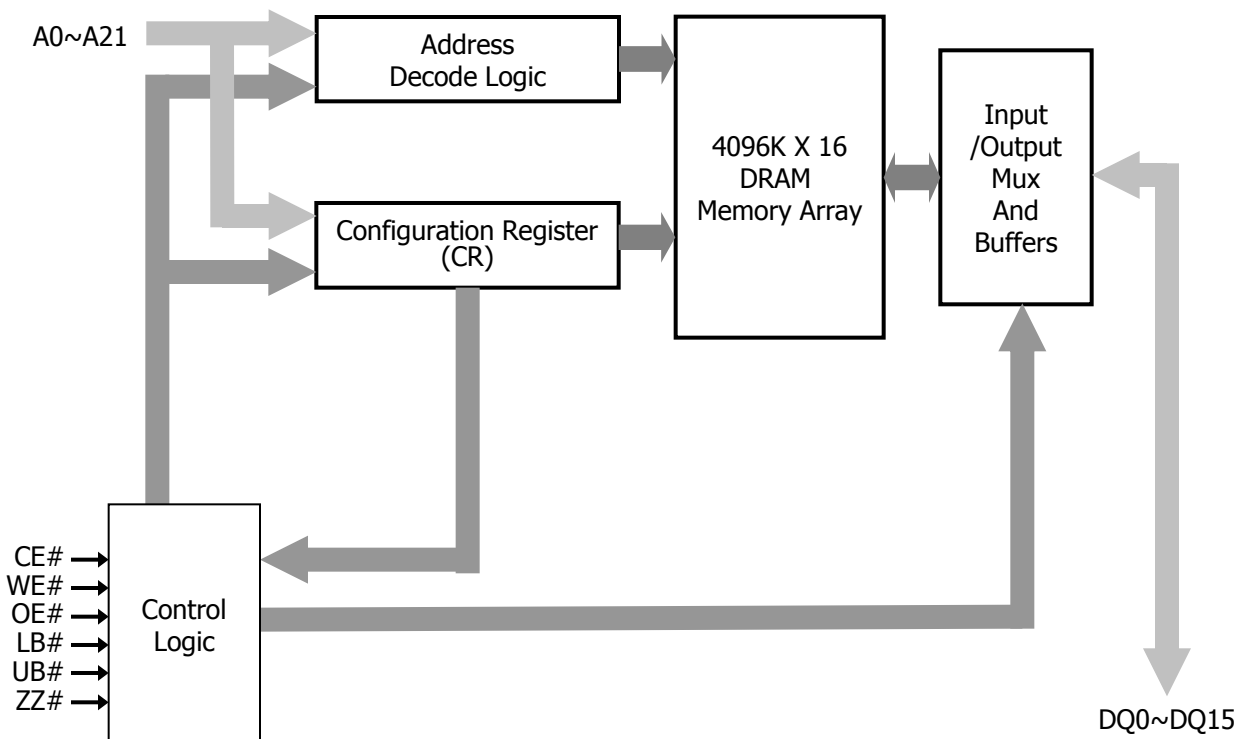 A0~A21
Address
Decode Logic
4096K X 16
DRAM
Memory Array
Input
/Output
Mux
And
Buffers
Configuration Register
(CR)
CE#
WE#
OE#
LB#
UB#
ZZ#
Control
Logic
DQ0~DQ15